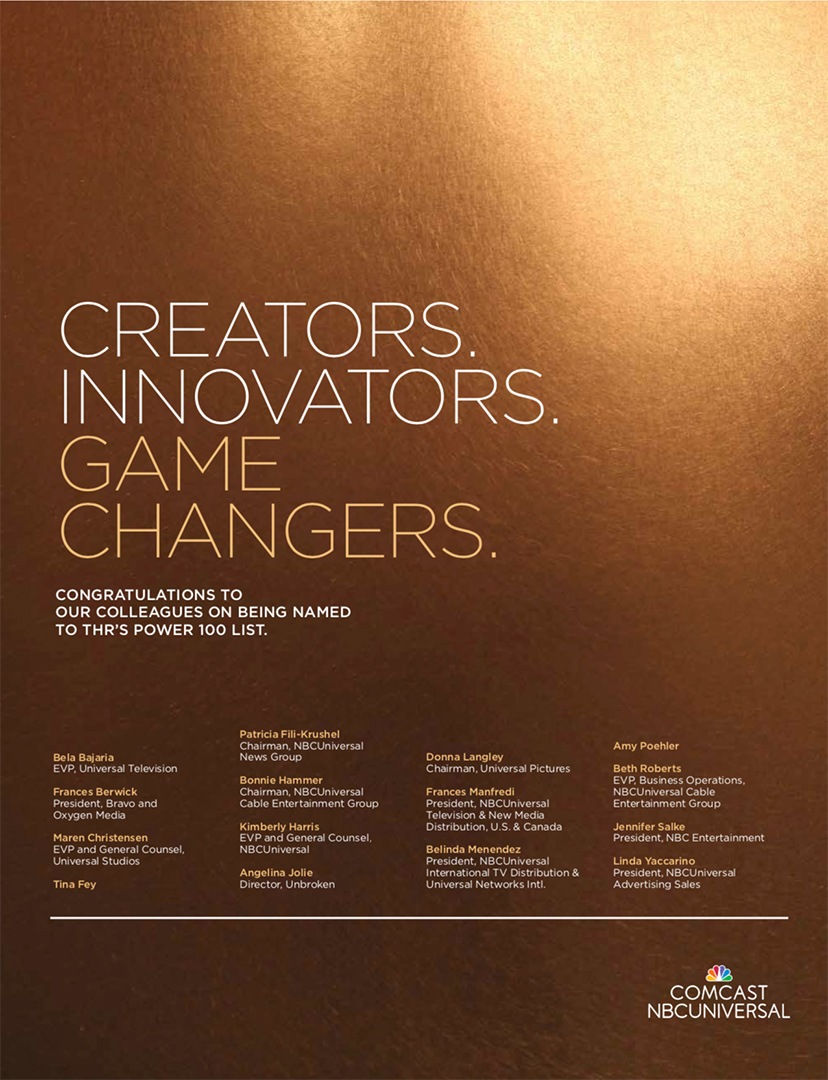 CREATORS.
INNOVATORS.
GAME
CHANGERS.
CONGRATULATIONS TO
OUR COLLEAGUES ON BEING NAMED
TO THR'S POWER 100 LIST.
Bela Bajaria
EVP, Universal Television
Frances Berwick
President, Bravo and
Oxygen Media
Maren Christensen
EVP and General Counsel,
Universal Studios
Tina Fey
Patricia Fili-Krushel
Chairman, NBCUniversal
News Group
Bonnie Hammer
Chairman, NBCUniversal
Cable Entertainment Group
Kimberly Harris
EVP and General Counsel,
NBCUniversal
Angelina Jolie
Director, Unbroken
Donna Langley
Chairman, Universal Pictures
Frances Manfredi
President, NBCUniversal
Television & New Media
Distribution, U.S. & Canada
Belinda Menendez
President, NBCUniversal
International TV Distribution &
Universal Networks Intl.
Amy Poehler
Beth Roberts
EVP, Business Operations,
NBCUniversal Cable
Entertainment Group
Jennifer Salke
President, NBC Entertainment
Linda Yaccarino
President, NBCUniversal
Advertising Sales
COMCAST
NBCUNIVERSAL